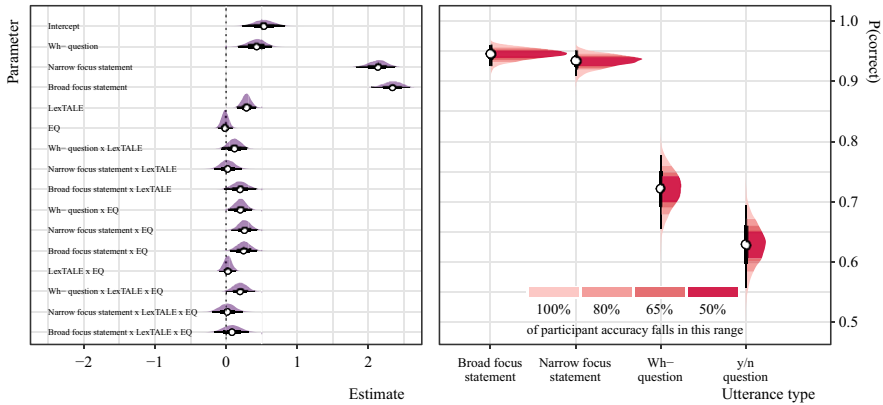 Parameter
Intercept
Wh− question
Narrow focus statement
Broad focus statement
LexTALE
EQ
Wh− question x LexTALE
Narrow focus statement x LexTALE
Broad focus statement x LexTALE
Wh− question x EQ
Narrow focus statement x EQ
Broad focus statement x EQ
LexTALE x EQ
Wh− question x LexTALE x EQ
Narrow focus statement x LexTALE x EQ
Broad focus statement x LexTALE x EQ
−2
−1
0
1
2
Estimate
1.0
0.9
0.8
0.7
0.6
0.5
P(correct)
100%
80%
65%
50%
of participant accuracy falls in this range
Broad focus
statement
Narrow focus
statement
Wh−
question
y/n
question
Utterance type